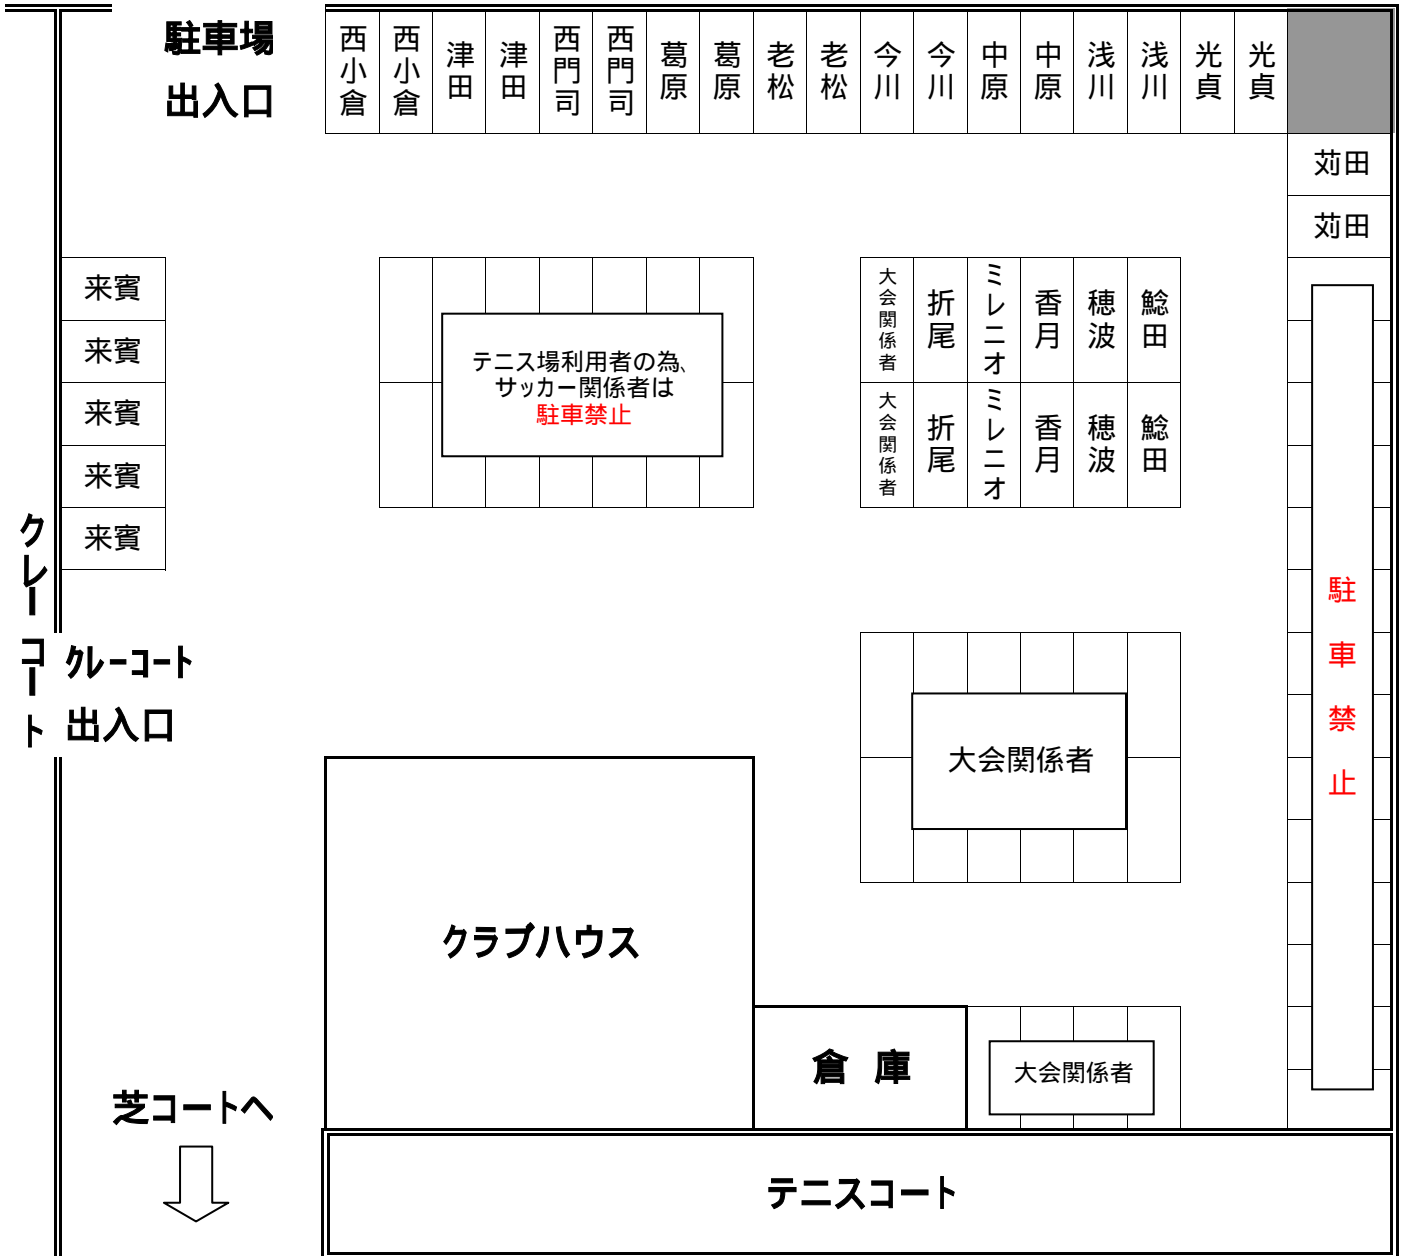 駐車場
出入口
西小倉
西小倉
津田
津田
西門司
西門司
葛原
葛原
老松
老松
今川
今川
中原
中原
浅川
浅川
光貞
光貞
苅田
苅田
来賓
来賓
来賓
来賓
来賓
テニス場利用者の為、
サッカー関係者は
駐車禁止
大会関係者
折尾
ミレニオ
香月
穂波
鯰田
大会関係者
折尾
ミレニオ
香月
穂波
鯰田
駐車禁止
クレーコート
クレーコート
出入口
大会関係者
クラブハウス
倉 庫
大会関係者
芝コートへ
テニスコート